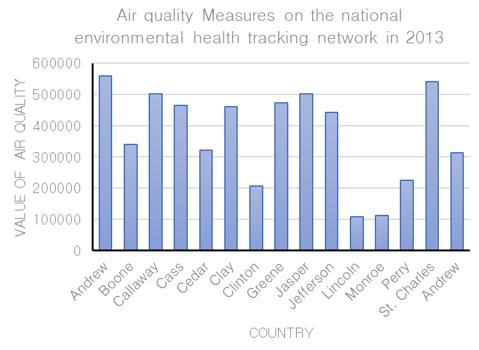 Air quality Measures on the national
environmental health tracking network in 2013
VALUE OF AIR QUALITY
600000
500000
400000
300000
200000
100000
0
Andrew
Boone
Callaway
Cass
Cedar
Clay
Clinton
Greene
Jasper
Jefferson
Lincoln
Monroe
Perry
St. Charles
Andrew
COUNTRY